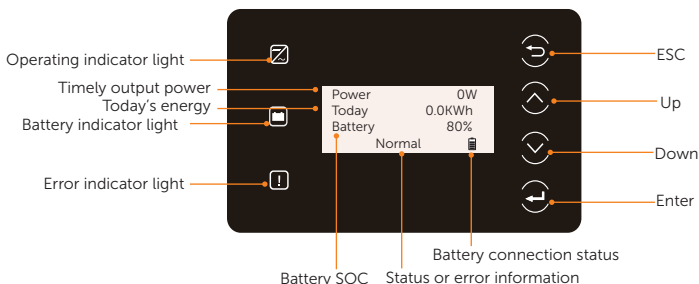 Operating indicator light
Timely output power
Today's energy
Battery indicator light
Error indicator light
Power 0W
Today 0.0KWh
Battery 80%
Normal
ESC
Up
Down
Enter
Battery connection status
Battery SOC
Status or error information